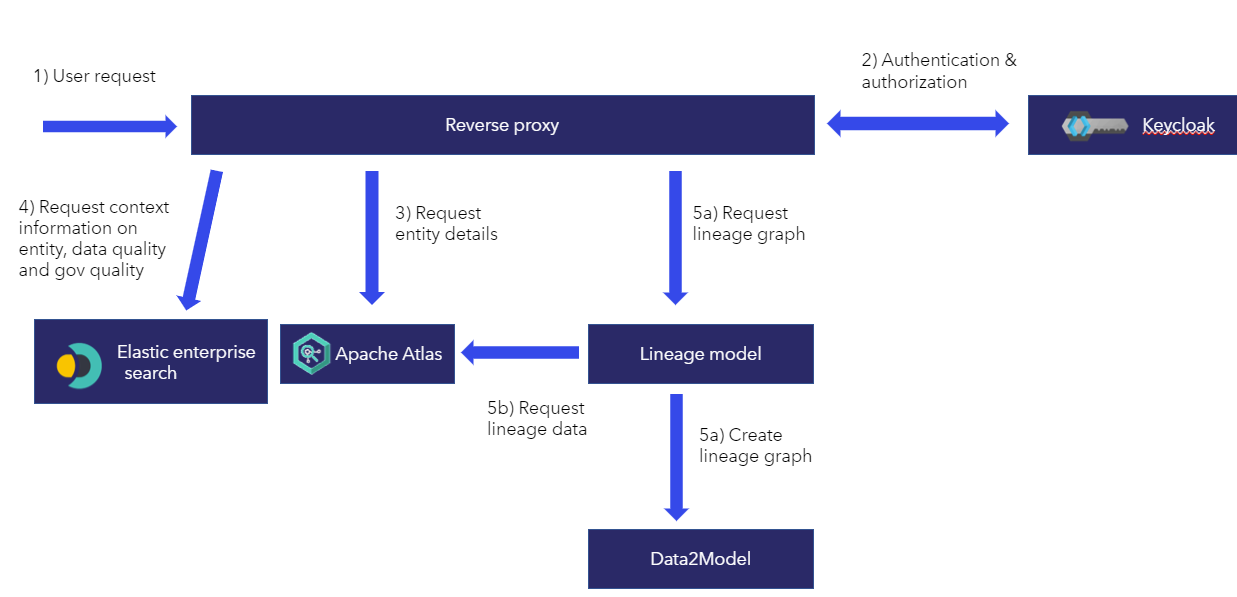 1) User request
2) Authentication &
authorization
Reverse proxy
Keycloak
4) Request context
information on
entity, data quality
and gov quality
3) Request
entity details
5a) Request
lineage graph
Elastic enterprise
search
Apache Atlas
Lineage model
5b) Request
lineage data
5a) Create
lineage graph
Data2Model